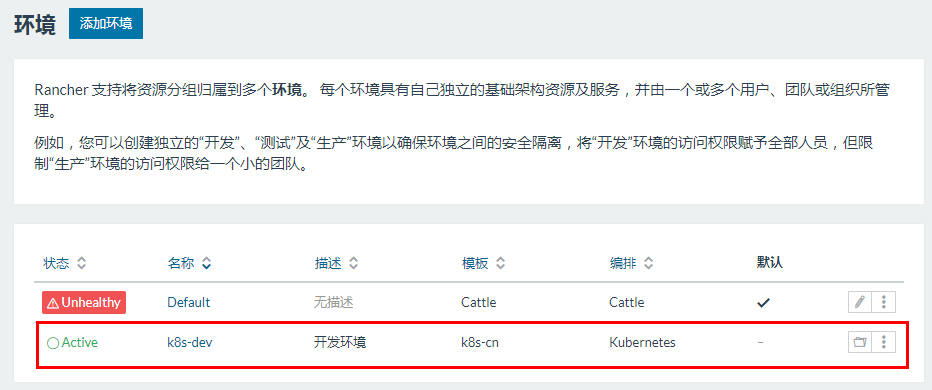 环境 添加环境
Rancher 支持将资源分组归属到多个环境。 每个环境具有自己独立的基础架构资源及服务，并由一个或多个用户、团队或组织所管
理。
例如，您可以创建独立的“开发”、“测试”及“生产”环境以确保环境之间的安全隔离，将“开发”环境的访问权限赋予全部人员，但限
制“生产”环境的访问权限给一个小的团队。
状态 名称 描述 模板 编排 默认
Unhealthy Default 无描述 Cattle Cattle
Active k8s-dev 开发环境 k8s-cn Kubernetes –